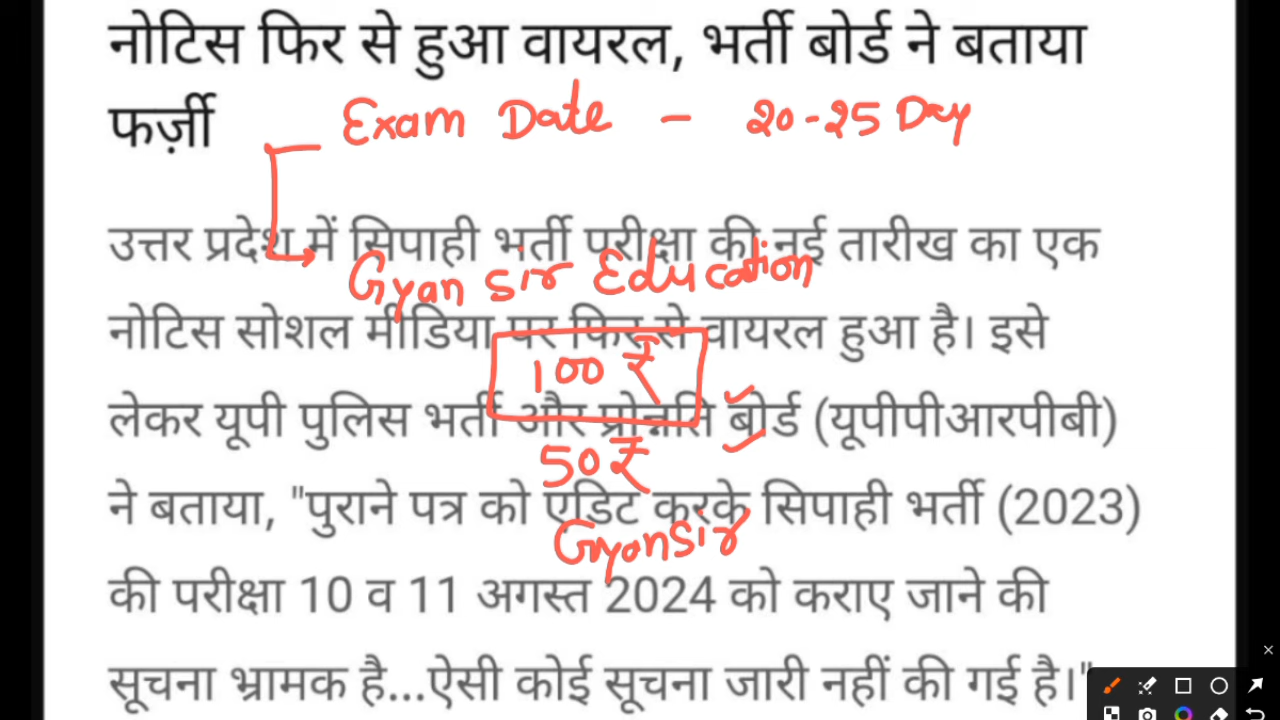 नोटिस फिर से हुआ वायरल, भर्ती बोर्ड ने बताया
फर्ज़ी
Exam Date - 20-25 Day
उत्तर प्रदेश में सिपाही भर्ती परीक्षा की नई तारीख का एक
Gyan sir Education
नोटिस सोशल मीडिया पर फिर से वायरल हुआ है। इसे
100 ₹
लेकर यूपी पुलिस भर्ती और प्रोन्नति बोर्ड (यूपीपीआरपीबी)
50 ₹
ने बताया, "पुराने पत्र को एडिट करके सिपाही भर्ती (2023)
Gyansir
की परीक्षा 10 व 11 अगस्त 2024 को कराए जाने की
सूचना भ्रामक है...ऐसी कोई सूचना जारी नहीं की गई है।"